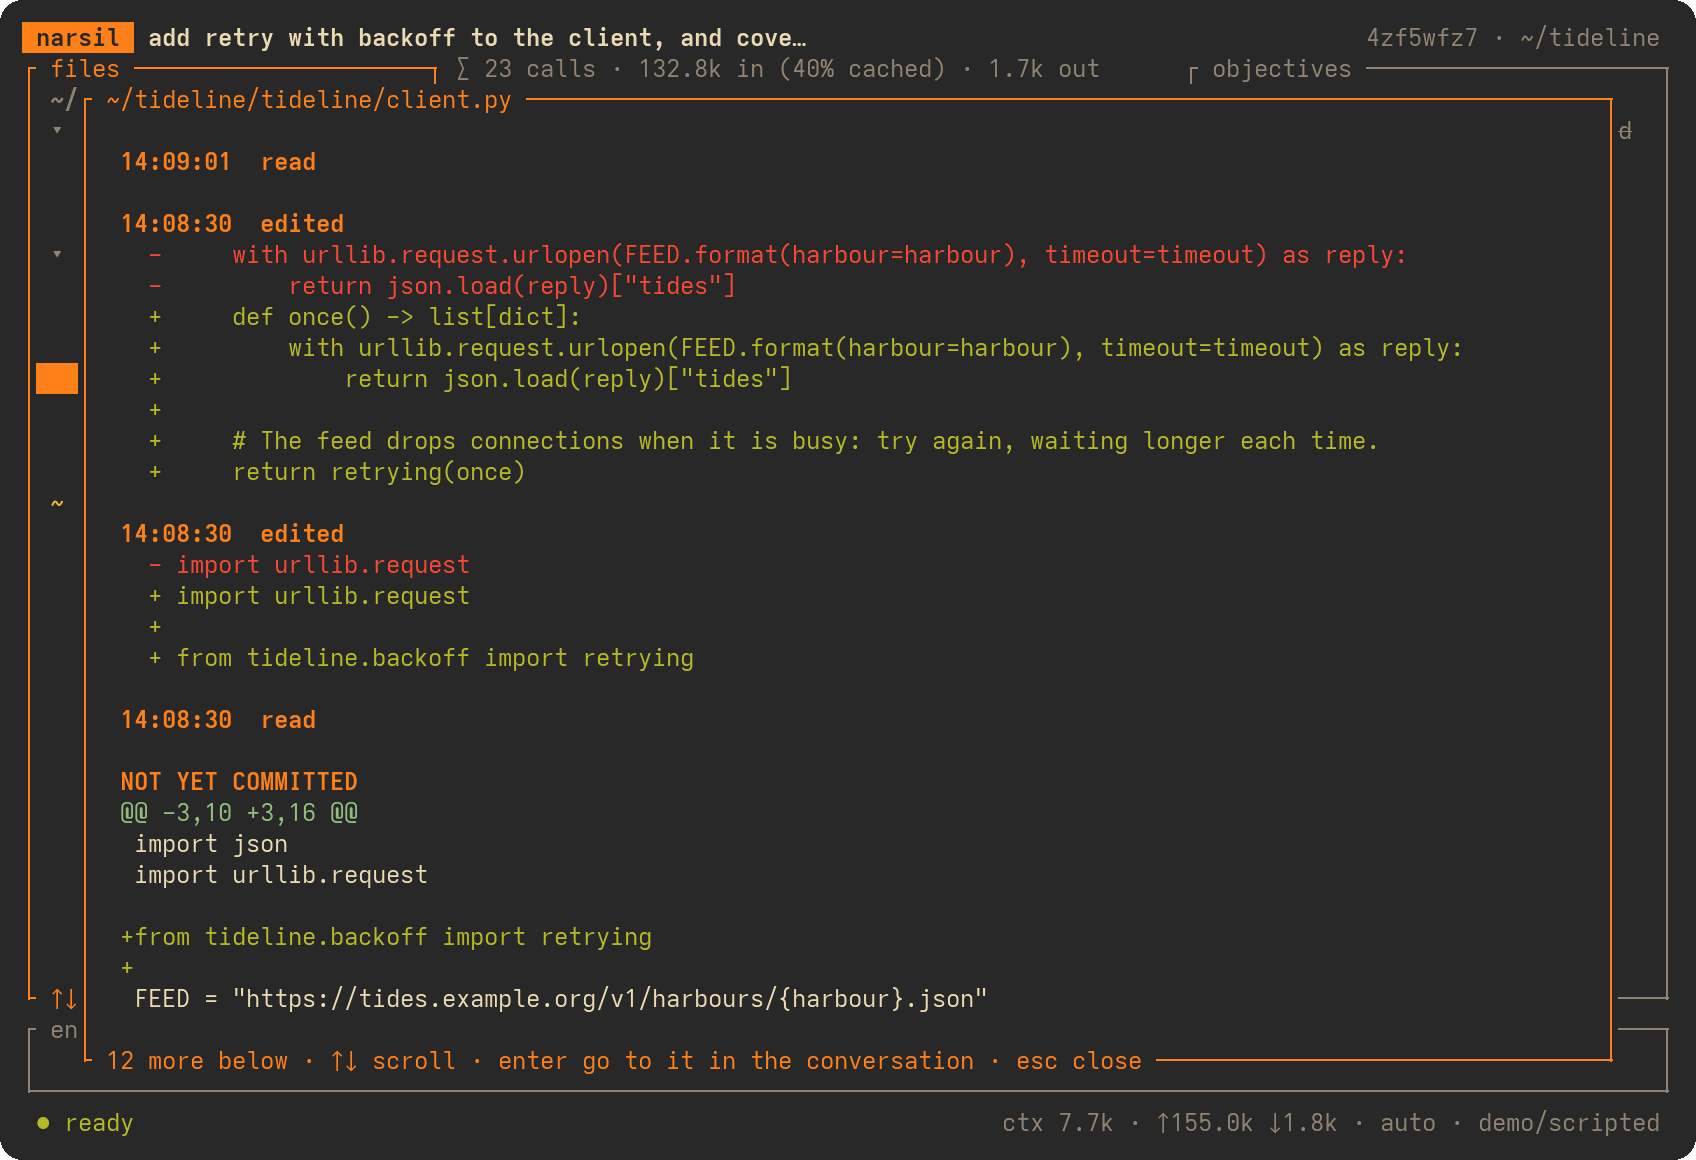 narsil add retry with backoff to the client, and cove… 4zf5wfz7 · ~/tideline
files ∑ 23 calls · 132.8k in (40% cached) · 1.7k out objectives
~/ ~/tideline/tideline/client.py
▾ d
14:09:01 read
14:08:30 edited
▾ - with urllib.request.urlopen(FEED.format(harbour=harbour), timeout=timeout) as reply:
- return json.load(reply)["tides"]
+ def once() -> list[dict]:
+ with urllib.request.urlopen(FEED.format(harbour=harbour), timeout=timeout) as reply:
+ return json.load(reply)["tides"]
+
+ # The feed drops connections when it is busy: try again, waiting longer each time.
+ return retrying(once)
~
14:08:30 edited
- import urllib.request
+ import urllib.request
+
+ from tideline.backoff import retrying
14:08:30 read
NOT YET COMMITTED
@@ -3,10 +3,16 @@
import json
import urllib.request
+from tideline.backoff import retrying
+
↑↓ FEED = "https://tides.example.org/v1/harbours/{harbour}.json"
en
12 more below · ↑↓ scroll · enter go to it in the conversation · esc close
● ready ctx 7.7k · ↑155.0k ↓1.8k · auto · demo/scripted